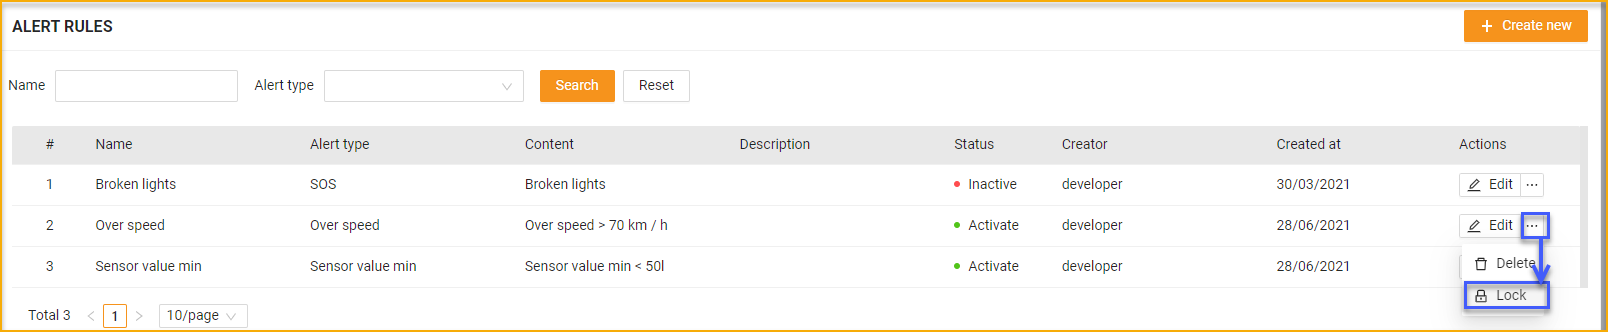 ALERT RULES
+ Create new
Name Alert type Search Reset
# Name Alert type Content Description Status Creator Created at Actions
1 Broken lights SOS Broken lights Inactive developer 30/03/2021 Edit ...
2 Over speed Over speed Over speed > 70 km / h Activate developer 28/06/2021 Edit ...
3 Sensor value min Sensor value min Sensor value min < 50l Activate developer 28/06/2021
Delete
Lock
Total 3 < 1 > 10/page